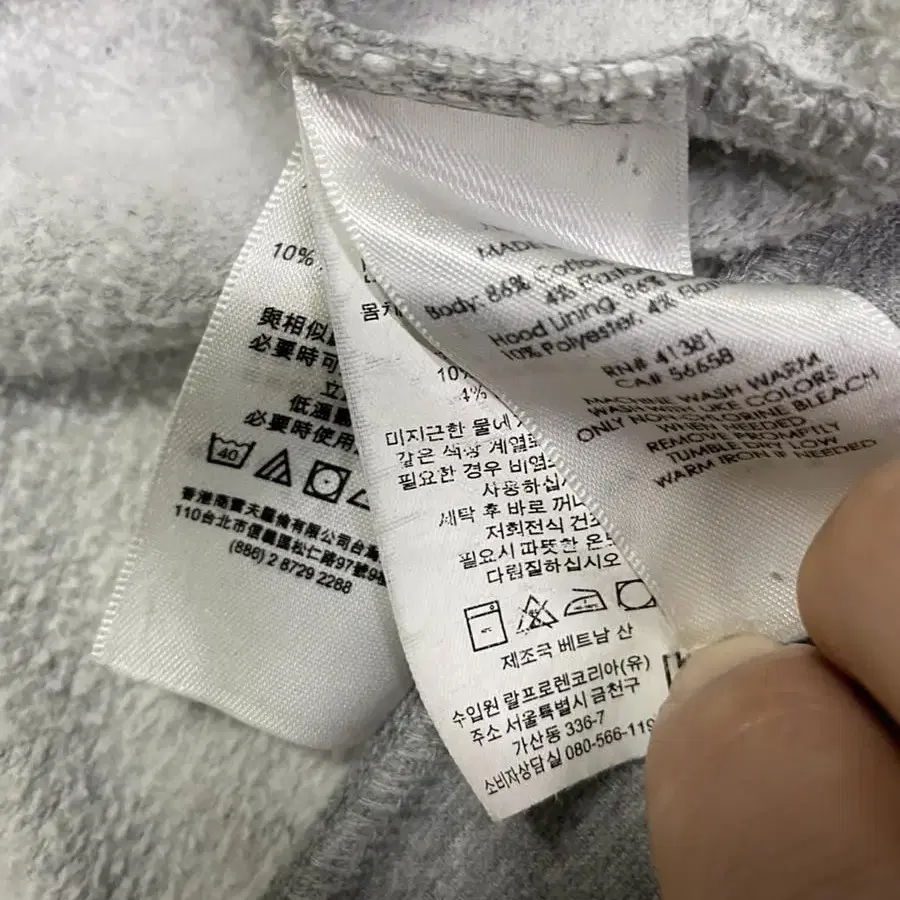 10%
與相似
必要時可
立
低溫
必要時使用
40
香港商雷夫羅倫有限公司台灣
110台北市信義區松仁路97號9
(886) 2 8729 2288
몸
10%
4%
미지근한 물에
같은 색상 계열로
필요한 경우 비염소
사용하십시
세탁 후 바로 꺼
저회전식 건조
필요시 따뜻한 온도
다림질하십시오
제조국 베트남 산
수입원 랄프로렌코리아(유)
주소 서울특별시 금천구
가산동 336-7
소비자상담실 080-566-119
MADE
Body: 86% Cotton
4%
Hood Lining: 86%
10% Polyester, 4%
RN# 41381
CA# 56658
MACHINE WASH WARM
WASH WITH LIKE COLORS
ONLY NON-CHLORINE BLEACH
WHEN NEEDED
REMOVE PROMPTLY
TUMBLE DRY LOW
WARM IRON IF NEEDED